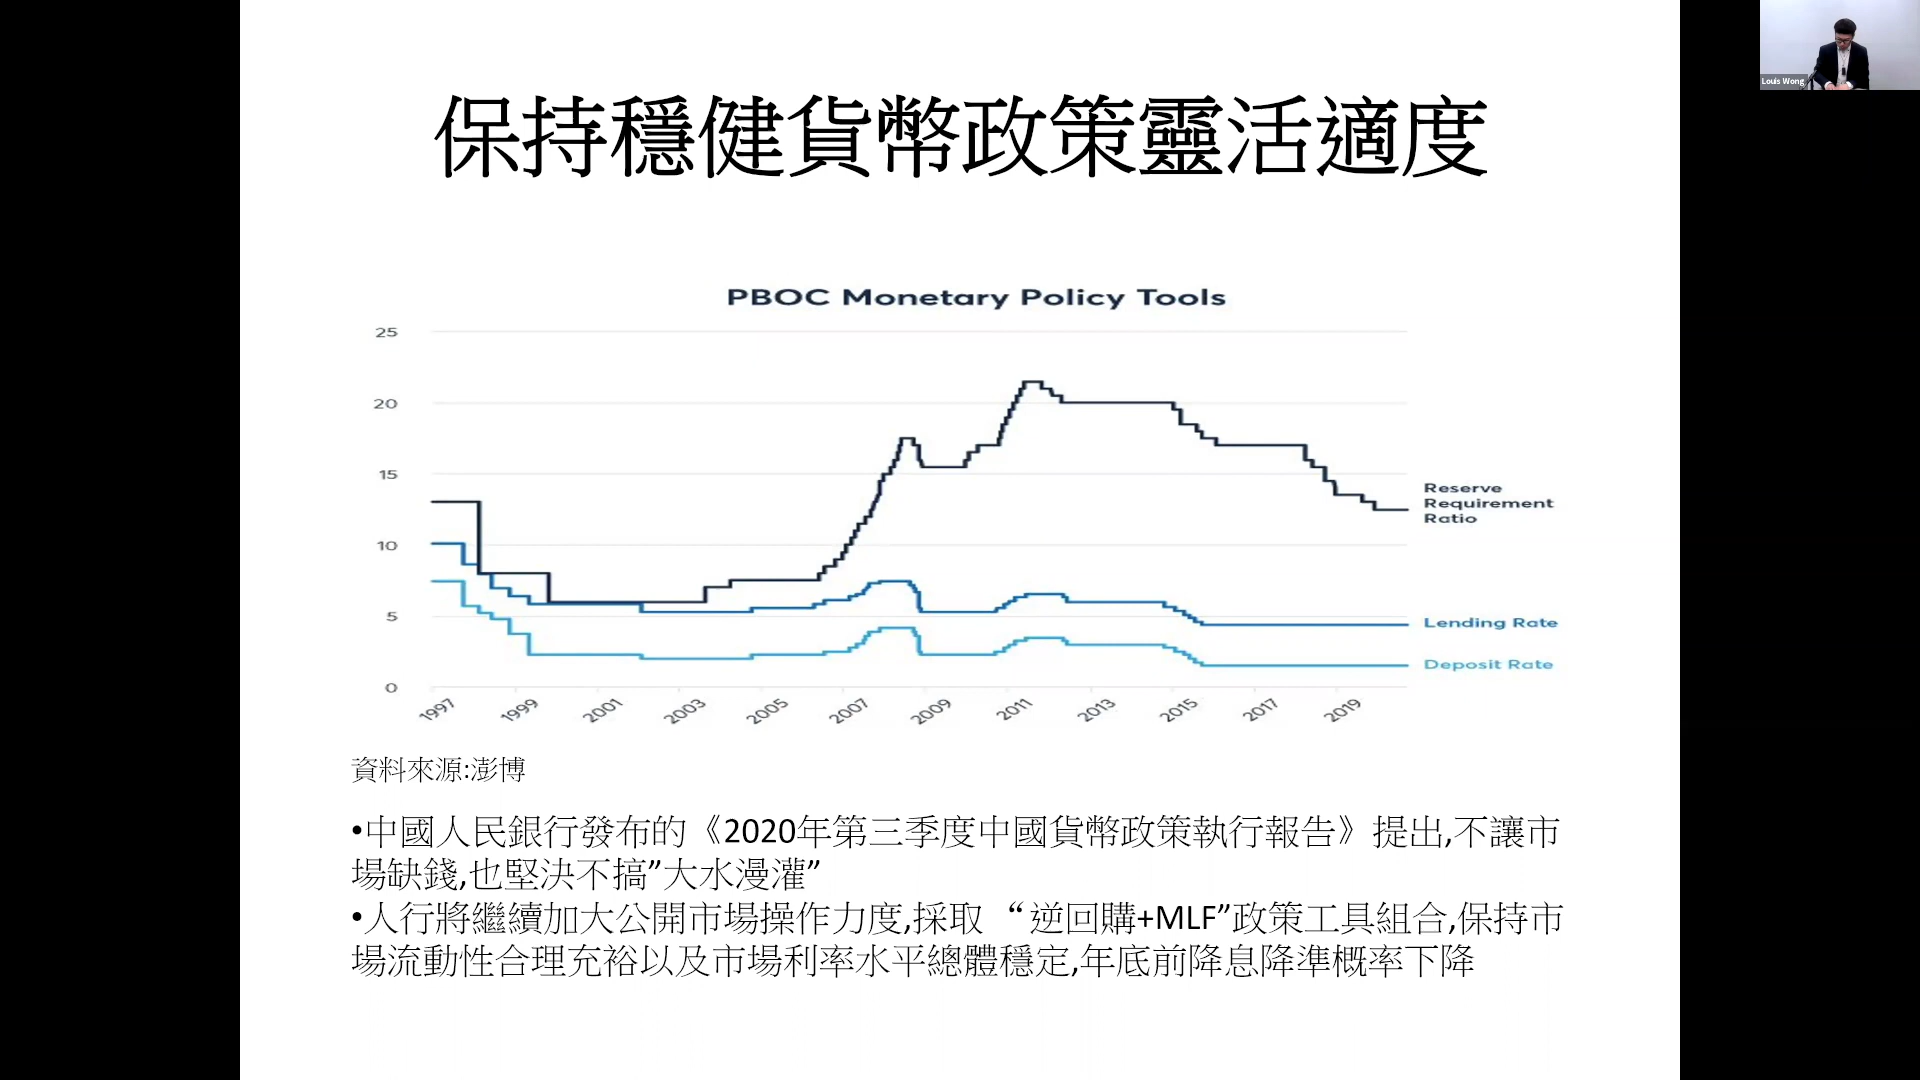 Louis Wong
保持穩健貨幣政策靈活適度
PBOC Monetary Policy Tools
25
20
15
10
5
0
Reserve
Requirement
Ratio
Lending Rate
Deposit Rate
1997 1999 2001 2003 2005 2007 2009 2011 2013 2015 2017 2019
資料來源:澎博
•中國人民銀行發布的《2020年第三季度中國貨幣政策執行報告》提出,不讓市
場缺錢,也堅決不搞”大水漫灌”
•人行將繼續加大公開市場操作力度,採取 “逆回購+MLF”政策工具組合,保持市
場流動性合理充裕以及市場利率水平總體穩定,年底前降息降準概率下降